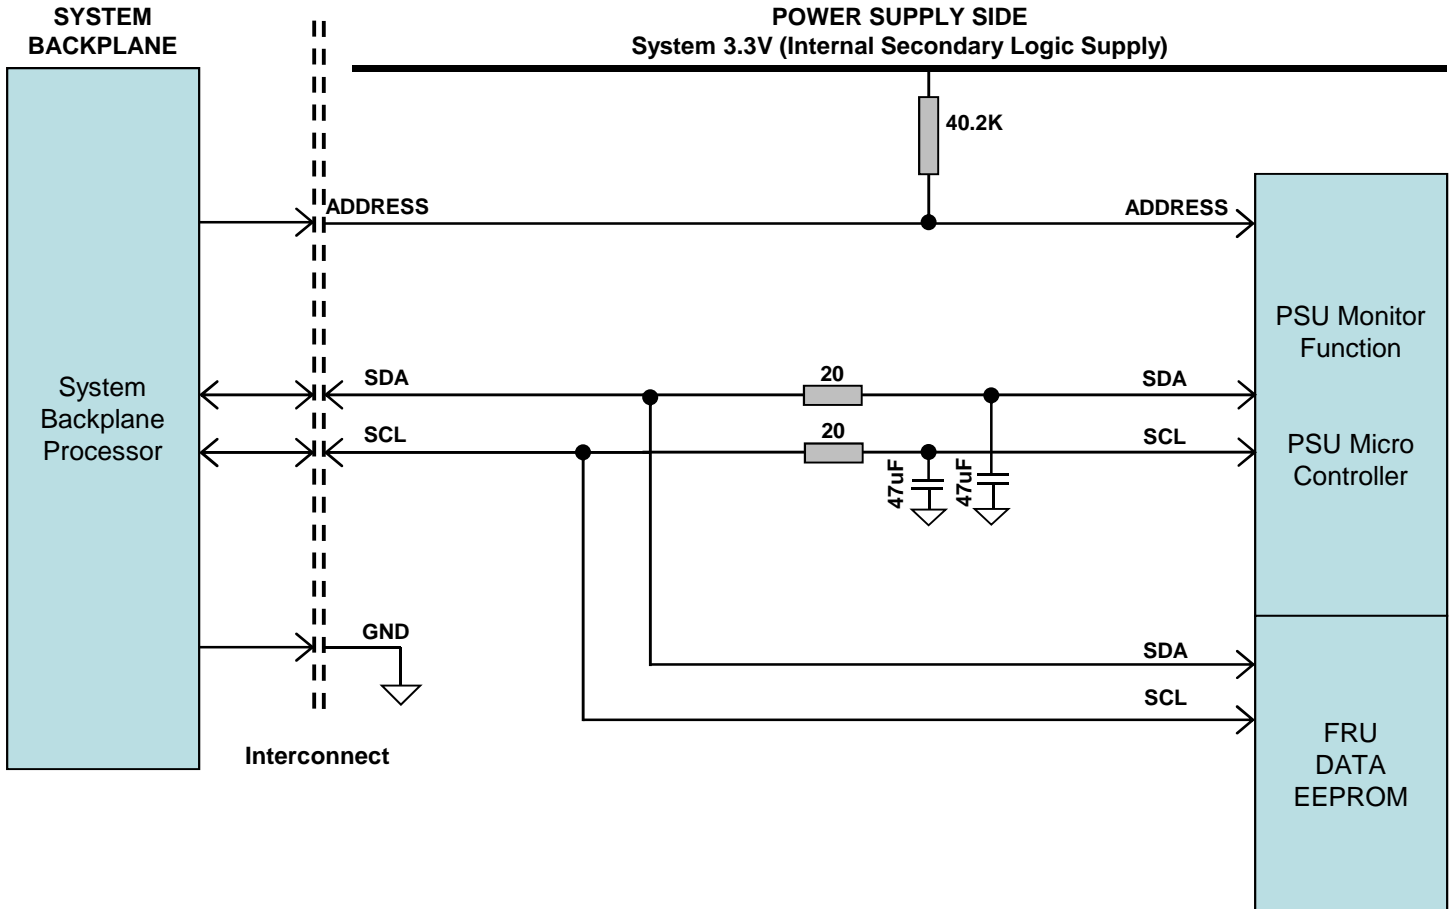 SYSTEM
BACKPLANE
POWER SUPPLY SIDE
System 3.3V (Internal Secondary Logic Supply)
40.2K
ADDRESS
ADDRESS
PSU Monitor
Function
System
Backplane
Processor
SDA
20
SDA
SCL
20
SCL
PSU Micro
Controller
47uF
47uF
GND
SDA
SCL
Interconnect
FRU
DATA
EEPROM